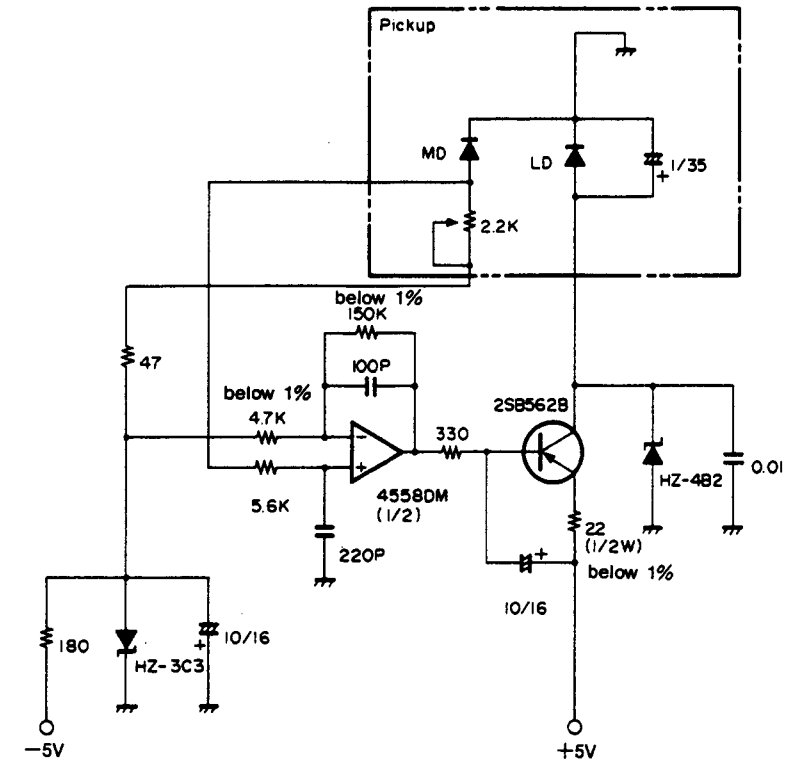 Pickup
MD
LD
1/35
+
2.2K
below 1%
150K
47
100P
below 1%
4.7K
2SB562B
330
−
+
5.6K
4558DM
(1/2)
HZ-4B2
0.01
220P
22
(1/2W)
+
below 1%
10/16
180
HZ-3C3
+
10/16
−5V
+5V